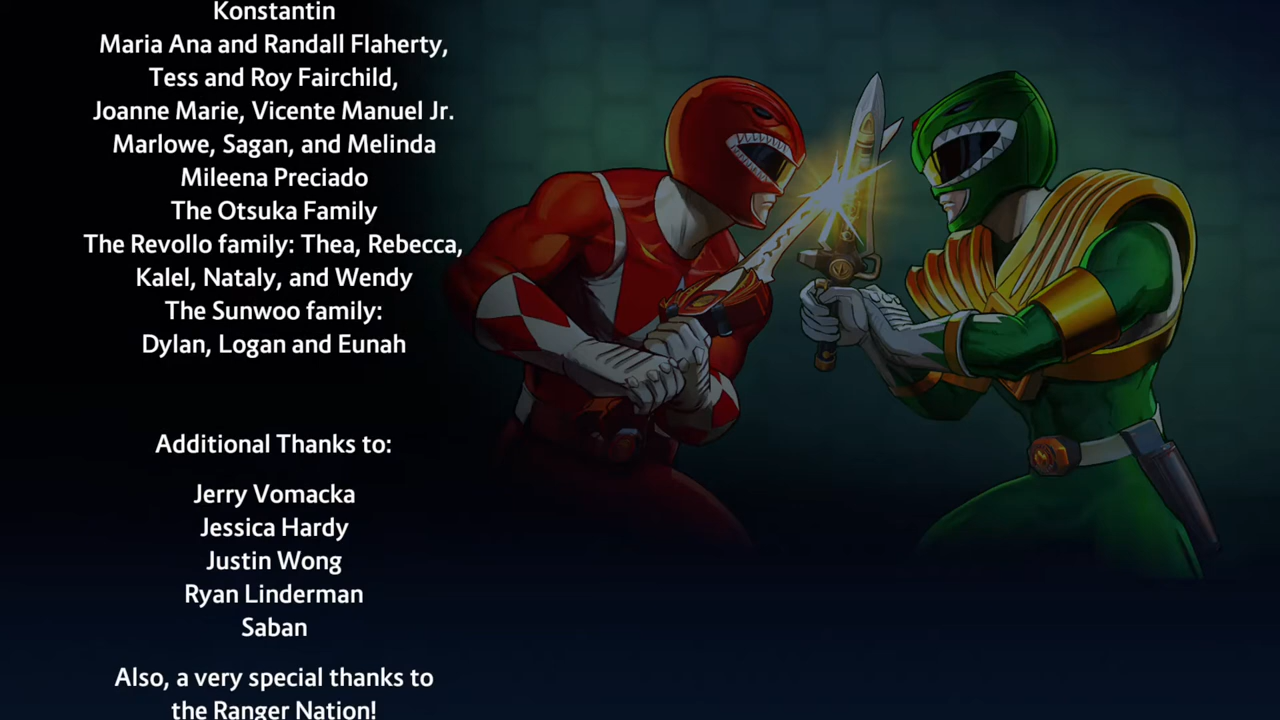 Konstantin
Maria Ana and Randall Flaherty,
Tess and Roy Fairchild,
Joanne Marie, Vicente Manuel Jr.
Marlowe, Sagan, and Melinda
Mileena Preciado
The Otsuka Family
The Revollo family: Thea, Rebecca,
Kalel, Nataly, and Wendy
The Sunwoo family:
Dylan, Logan and Eunah
Additional Thanks to:
Jerry Vomacka
Jessica Hardy
Justin Wong
Ryan Linderman
Saban
Also, a very special thanks to
the Ranger Nation!